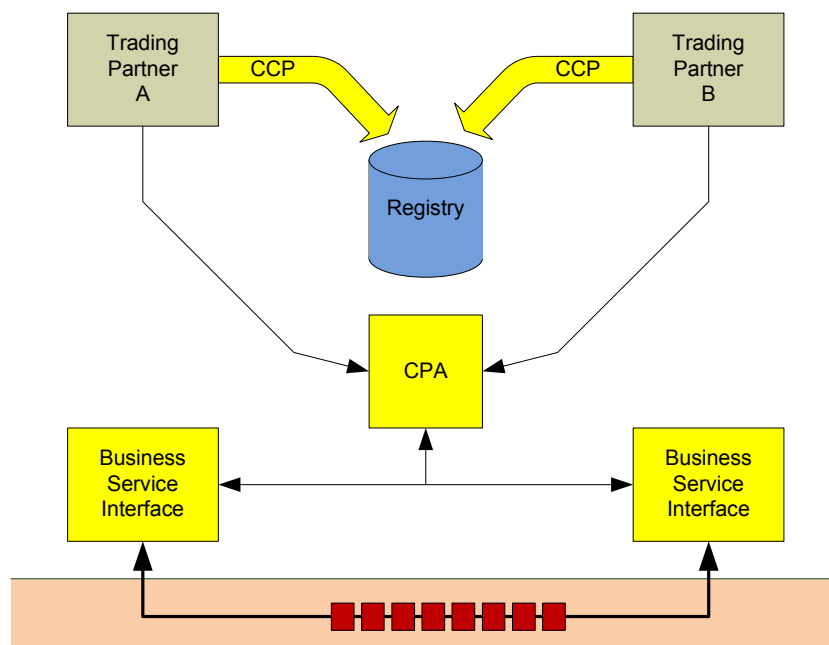 Trading
Partner
A
CCP
CCP
Trading
Partner
B
Registry
CPA
Business
Service
Interface
Business
Service
Interface